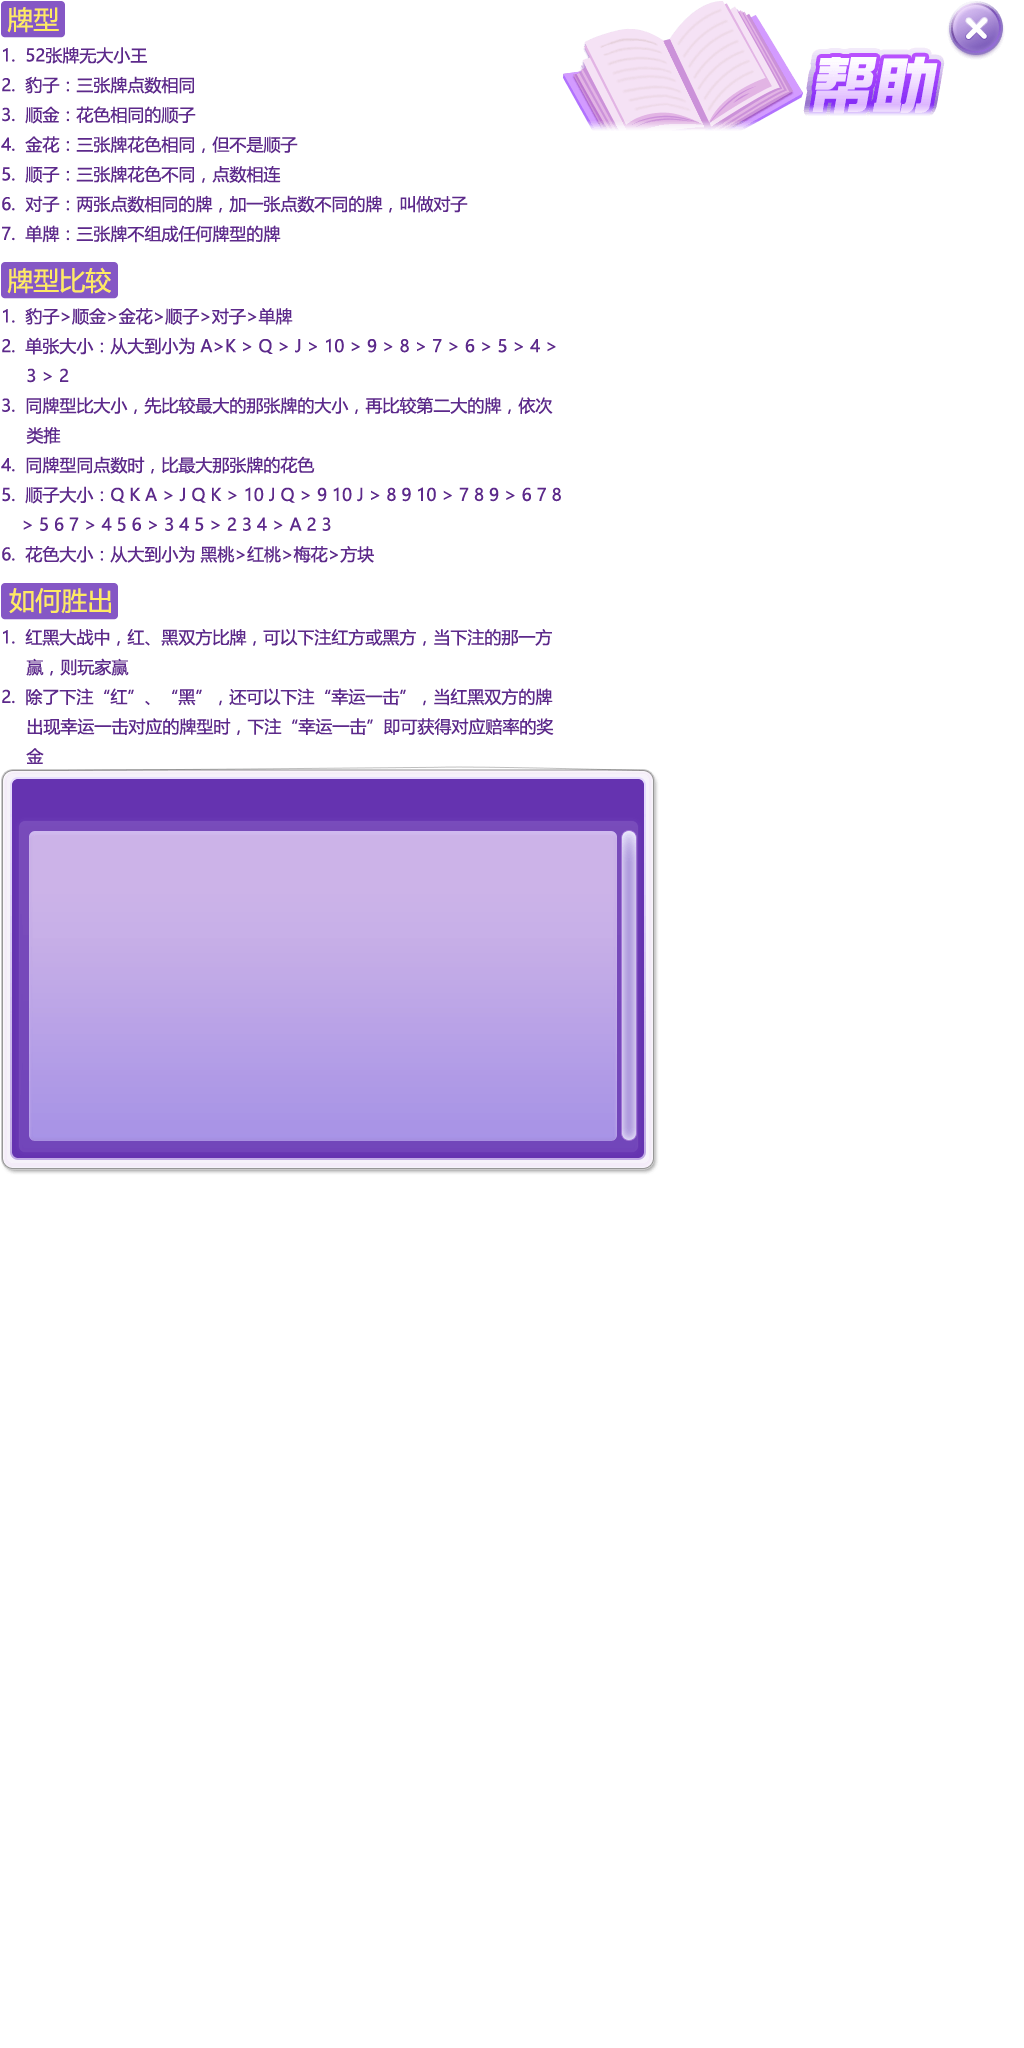 牌型
1. 52张牌无大小王
2. 豹子：三张牌点数相同
3. 顺金：花色相同的顺子
4. 金花：三张牌花色相同，但不是顺子
5. 顺子：三张牌花色不同，点数相连
6. 对子：两张点数相同的牌，加一张点数不同的牌，叫做对子
7. 单牌：三张牌不组成任何牌型的牌
帮助
牌型比较
1. 豹子>顺金>金花>顺子>对子>单牌
2. 单张大小：从大到小为 A>K > Q > J > 10 > 9 > 8 > 7 > 6 > 5 > 4 >
3 > 2
3. 同牌型比大小，先比较最大的那张牌的大小，再比较第二大的牌，依次
类推
4. 同牌型同点数时，比最大那张牌的花色
5. 顺子大小：Q K A > J Q K > 10 J Q > 9 10 J > 8 9 10 > 7 8 9 > 6 7 8
> 5 6 7 > 4 5 6 > 3 4 5 > 2 3 4 > A 2 3
6. 花色大小：从大到小为 黑桃>红桃>梅花>方块
如何胜出
1. 红黑大战中，红、黑双方比牌，可以下注红方或黑方，当下注的那一方
赢，则玩家赢
2. 除了下注“红”、“黑”，还可以下注“幸运一击”，当红黑双方的牌
出现幸运一击对应的牌型时，下注“幸运一击”即可获得对应赔率的奖
金